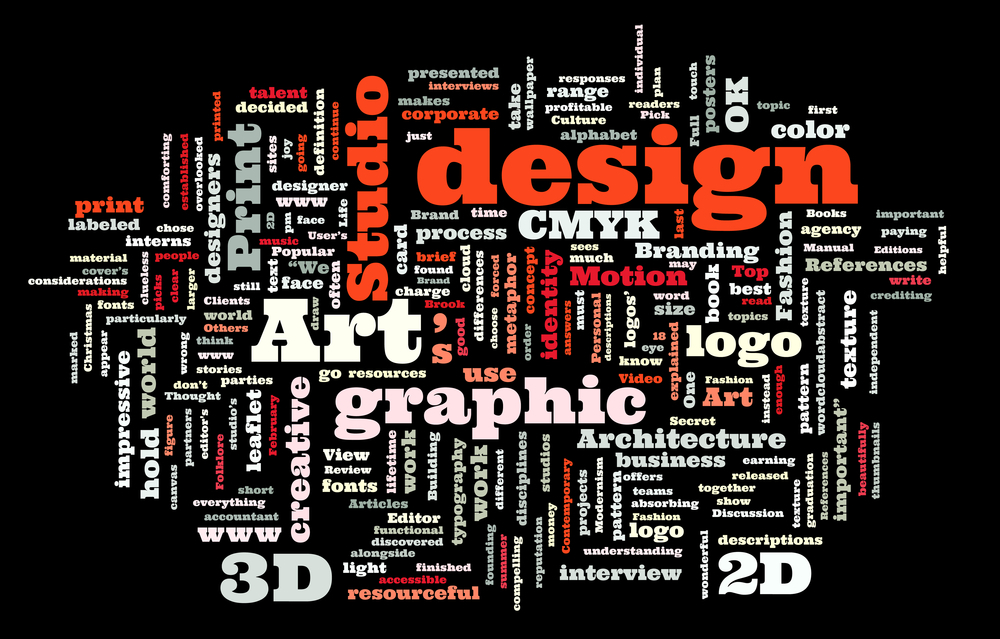 individual
presented
interviews
wallpaper
take
responses
range
profitable
Culture
plan
readers
Pick
touch
Full
posters
OK
topic
first
color
talent
decided
printed
definition
continue
Studio
makes
corporate
just
alphabet
design
comforting
established
overlooked
designers
Print
sites
joy
going
designer
www
2D
pm
face
User's
Life
music
Popular
card
Brand
time
process
CMYK
last
Branding
Fashion
Books
agency
Manual
important
paying
Editions
helpful
References
write
crediting
print
labeled
chose
interns
material
people
cover's
considerations
making
clueless
picks
clear
larger
still
text
"We
face
often
brief
found
Brand
charge
cloud
differences
choose
forced
metaphor
concept
order
identity
sees
much
Motion
may
must
answers
Personal
descriptions
logos'
word
size
book
Top
best
read
topics
texture
wordcloudabstract
texture
independent
fonts
particularly
Christmas
marked
appear
Clients
world
Others
think
www
stories
wrong
draw
Art
's
Brook
good
go resources
use
18
eye
know
Video
explained
logo
One
Fashion
Art
instead
enough
pattern
impressive
hold world
don't
Thought
parties
graphic
creative
leaflet
February
studio's
Folklore
editor's
partners
figure
canvas
Secret
Architecture
business
earning
important"
beautifully
thumbnails
View
Review
fonts
lifetime
work
Building
typography
work
different
disciplines
studios
Contemporary
projects
Modernism
pattern
offers
teams
absorbing
Fashion
logo
released
together
show
Discussion
texture
graduation
References
short
everything
accountant
www
Articles
Editor
functional
discovered
alongside
light
finished
accessible
resourceful
founding
summer
compelling
reputation
money
understanding
interview
wonderful
descriptions
3D
2D